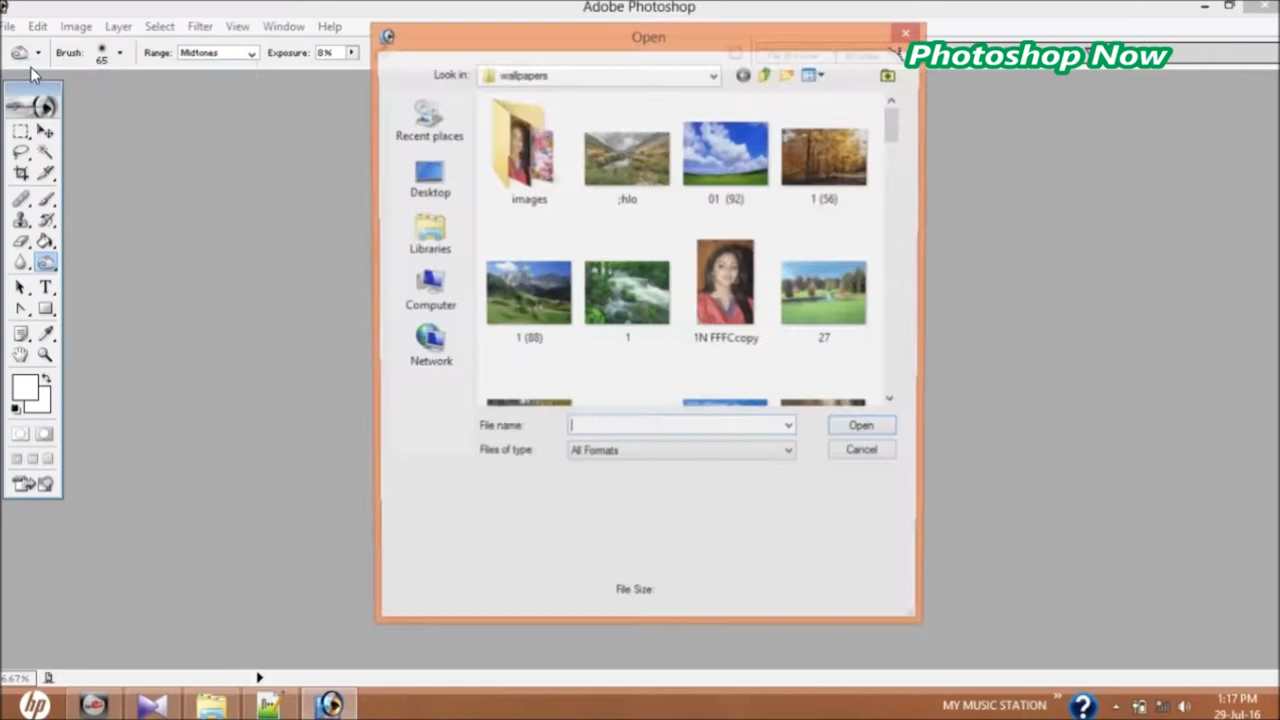 Adobe Photoshop
File Edit Image Layer Select Filter View Window Help
Brush: 65 Range: Midtones Exposure: 8%
Open
Photoshop Now
Look in: wallpapers
Recent places
Desktop
Libraries
Computer
Network
images ;hlo 01 (92) 1 (56)
1 (88) 1 1N FFFCcopy 27
File name: Open
Files of type: All Formats Cancel
File Size:
6.67%
MY MUSIC STATION
1:17 PM
29-Jul-16